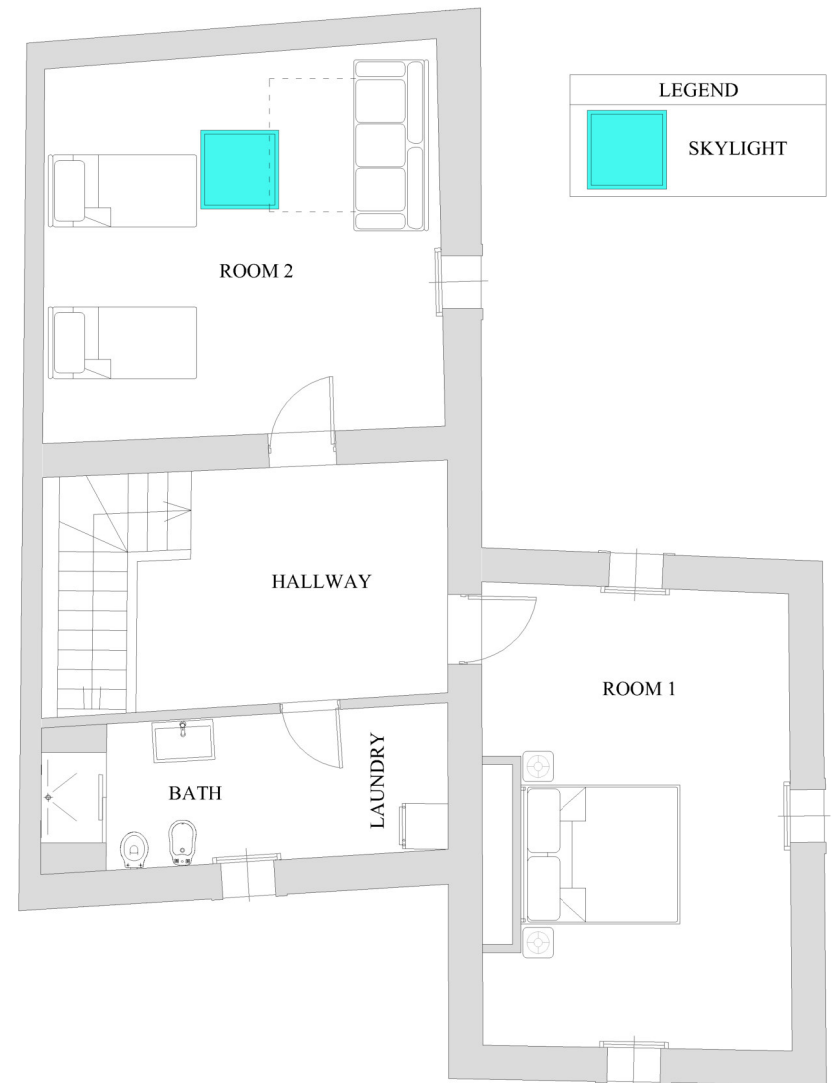 LEGEND
SKYLIGHT
ROOM 2
HALLWAY
ROOM 1
BATH
LAUNDRY